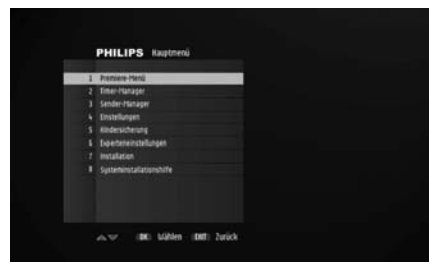 PHILIPS Hauptmenü
1 Premiere-Menü
2 Timer-Manager
3 Sender-Manager
4 Einstellungen
5 Kindersicherung
6 Experteneinstellungen
7 Installation
8 Systeminstallationshilfe
OK Wählen EXIT Zurück